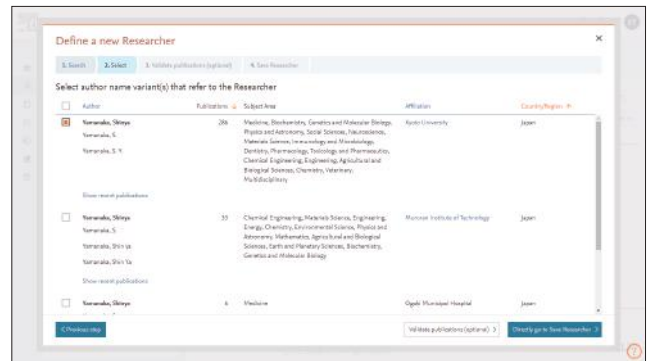 Define a new Researcher
×
1. Search 2. Select 3. Validate publications (optional) 4. Save Researcher
Select author name variant(s) that refer to the Researcher
Author Publications Subject Area Affiliation Country/Region
Yamanaka, Shinya 286 Medicine, Biochemistry, Genetics and Molecular Biology, Kyoto University Japan
Yamanaka, S. Physics and Astronomy, Social Sciences, Neuroscience,
Materials Science, Immunology and Microbiology,
Yamanaka, S. Y. Dentistry, Pharmacology, Toxicology and Pharmaceutics,
Chemical Engineering, Engineering, Agricultural and
Biological Sciences, Chemistry, Veterinary,
Multidisciplinary
Show recent publications
Yamanaka, Shinya 33 Chemical Engineering, Materials Science, Engineering, Muroran Institute of Technology Japan
Yamanaka, S. Energy, Chemistry, Environmental Science, Physics and
Astronomy, Mathematics, Agricultural and Biological
Yamanaka, Shin Iya Sciences, Earth and Planetary Sciences, Biochemistry,
Yamanaka, Shin Ya. Genetics and Molecular Biology
Show recent publications
Yamanaka, Shinya 6 Medicine Ogaki Municipal Hospital Japan
< Previous step Validate publications (optional) > Directly go to Save Researcher >
?